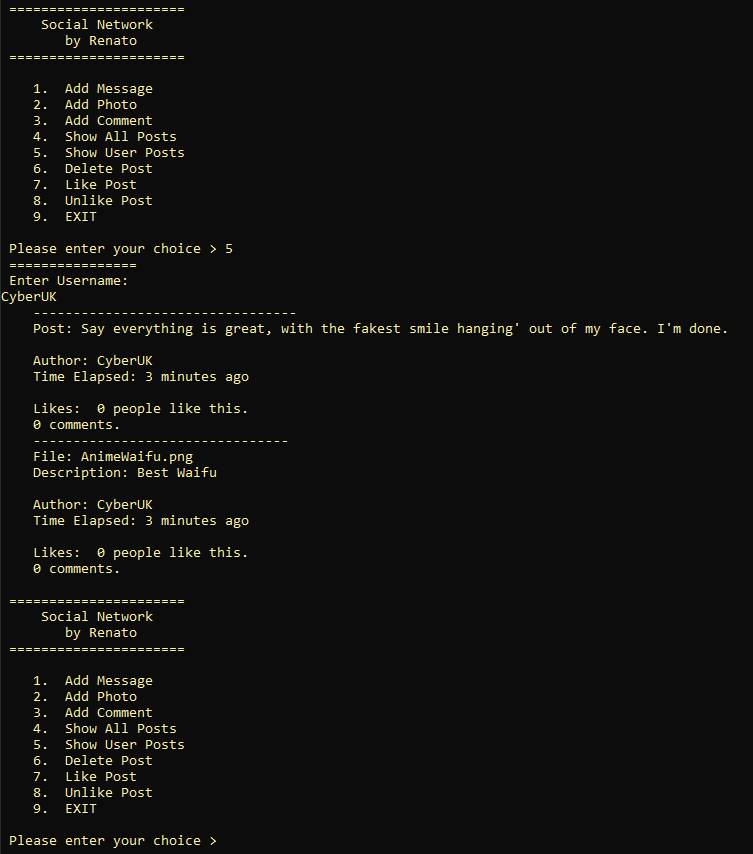 ======================
Social Network
by Renato
======================
1. Add Message
2. Add Photo
3. Add Comment
4. Show All Posts
5. Show User Posts
6. Delete Post
7. Like Post
8. Unlike Post
9. EXIT
Please enter your choice > 5
================
Enter Username:
CyberUK
---------------------------------
Post: Say everything is great, with the fakest smile hanging' out of my face. I'm done.
Author: CyberUK
Time Elapsed: 3 minutes ago
Likes:  0 people like this.
0 comments.
--------------------------------
File: AnimeWaifu.png
Description: Best Waifu
Author: CyberUK
Time Elapsed: 3 minutes ago
Likes:  0 people like this.
0 comments.
======================
Social Network
by Renato
======================
1. Add Message
2. Add Photo
3. Add Comment
4. Show All Posts
5. Show User Posts
6. Delete Post
7. Like Post
8. Unlike Post
9. EXIT
Please enter your choice >